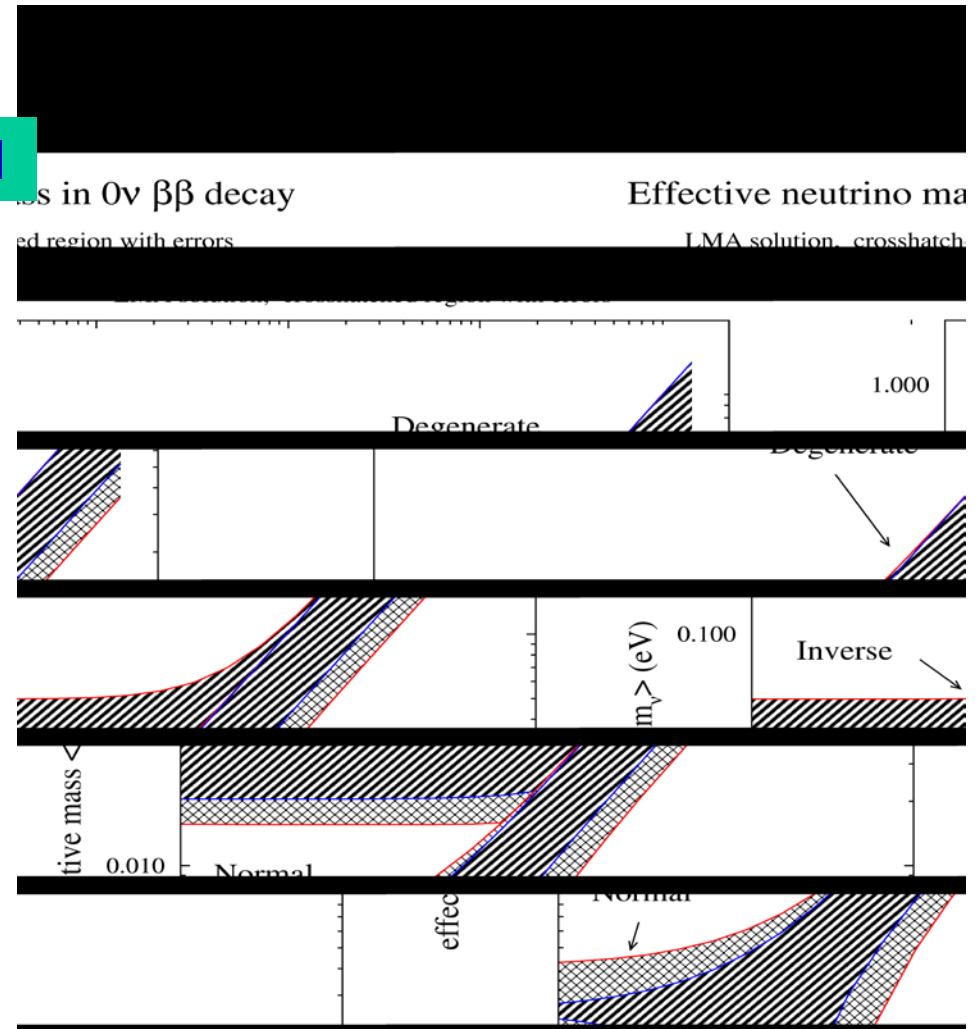 ss in 0ν ββ decay
Effective neutrino ma
ed region with errors
LMA solution, crosshatch
1.000
Degenerate
Degenerate
m_ν> (eV)
0.100
Inverse
tive mass <
0.010
Normal
Normal
effec